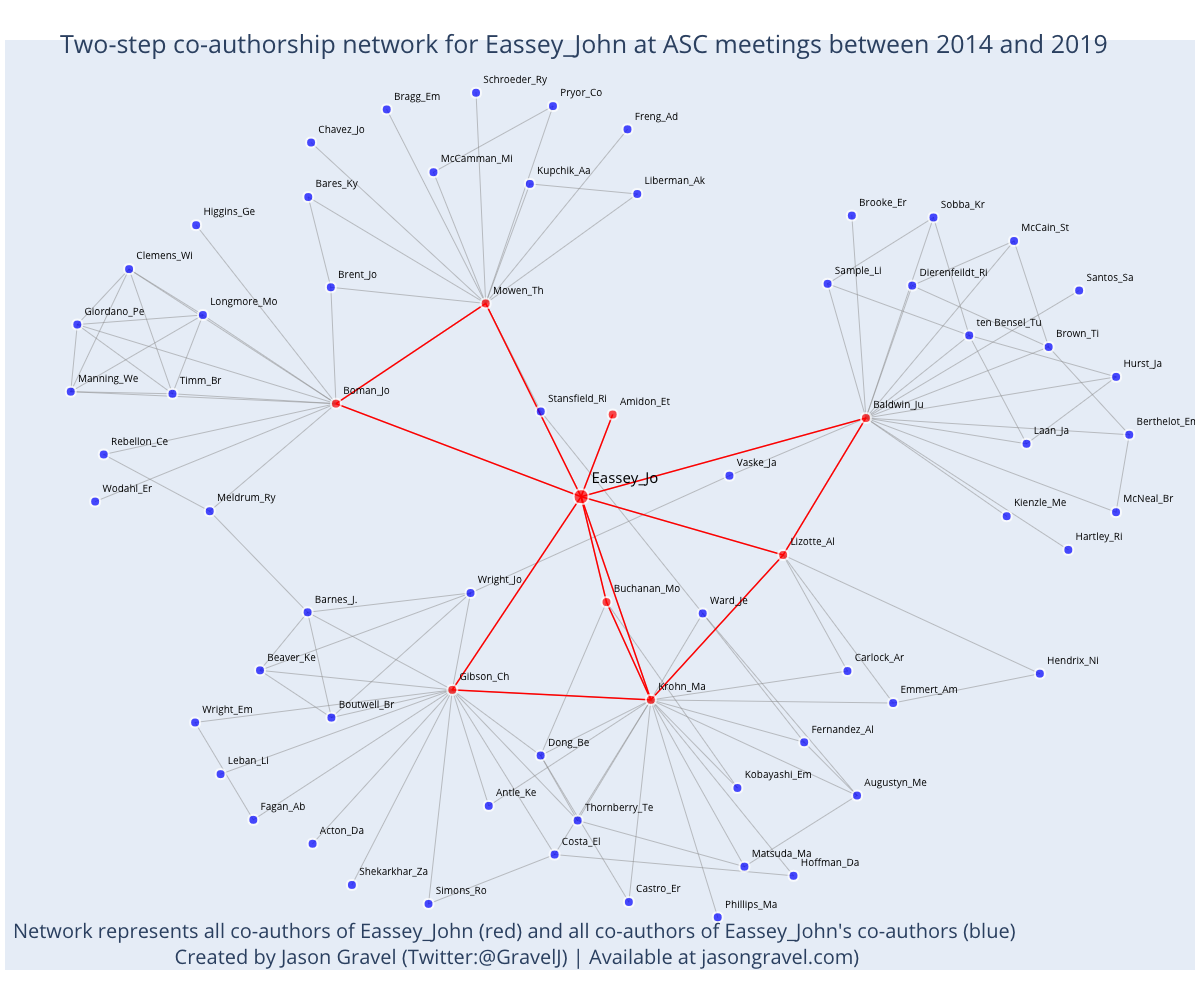 Two-step co-authorship network for Eassey_John at ASC meetings between 2014 and 2019
Schroeder_Ry
Bragg_Em
Pryor_Co
Freng_Ad
Chavez_Jo
McCamman_Mi
Kupchik_Aa
Liberman_Ak
Bares_Ky
Higgins_Ge
Brooke_Er
Sobba_Kr
McCain_St
Clemens_Wi
Brent_Jo
Mowen_Th
Sample_Li
Dierenfeildt_Ri
Santos_Sa
Longmore_Mo
Giordano_Pe
ten Bensel_Tu
Brown_Ti
Hurst_Ja
Manning_We
Timm_Br
Boman_Jo
Stansfield_Ri
Amidon_Et
Baldwin_Ju
Laan_Ja
Berthelot_Em
Rebellon_Ce
Vaske_Ja
Eassey_Jo
Wodahl_Er
Meldrum_Ry
Kienzle_Me
McNeal_Br
Hartley_Ri
Lizotte_Al
Wright_Jo
Buchanan_Mo
Ward_Je
Barnes_J.
Beaver_Ke
Gibson_Ch
Krohn_Ma
Carlock_Ar
Hendrix_Ni
Emmert_Am
Wright_Em
Boutwell_Br
Fernandez_Al
Dong_Be
Leban_Li
Kobayashi_Em
Augustyn_Me
Antle_Ke
Fagan_Ab
Thornberry_Te
Acton_Da
Costa_El
Matsuda_Ma
Hoffman_Da
Shekarkhar_Za
Simons_Ro
Castro_Er
Phillips_Ma
Network represents all co-authors of Eassey_John (red) and all co-authors of Eassey_John's co-authors (blue)
Created by Jason Gravel (Twitter:@GravelJ) | Available at jasongravel.com)